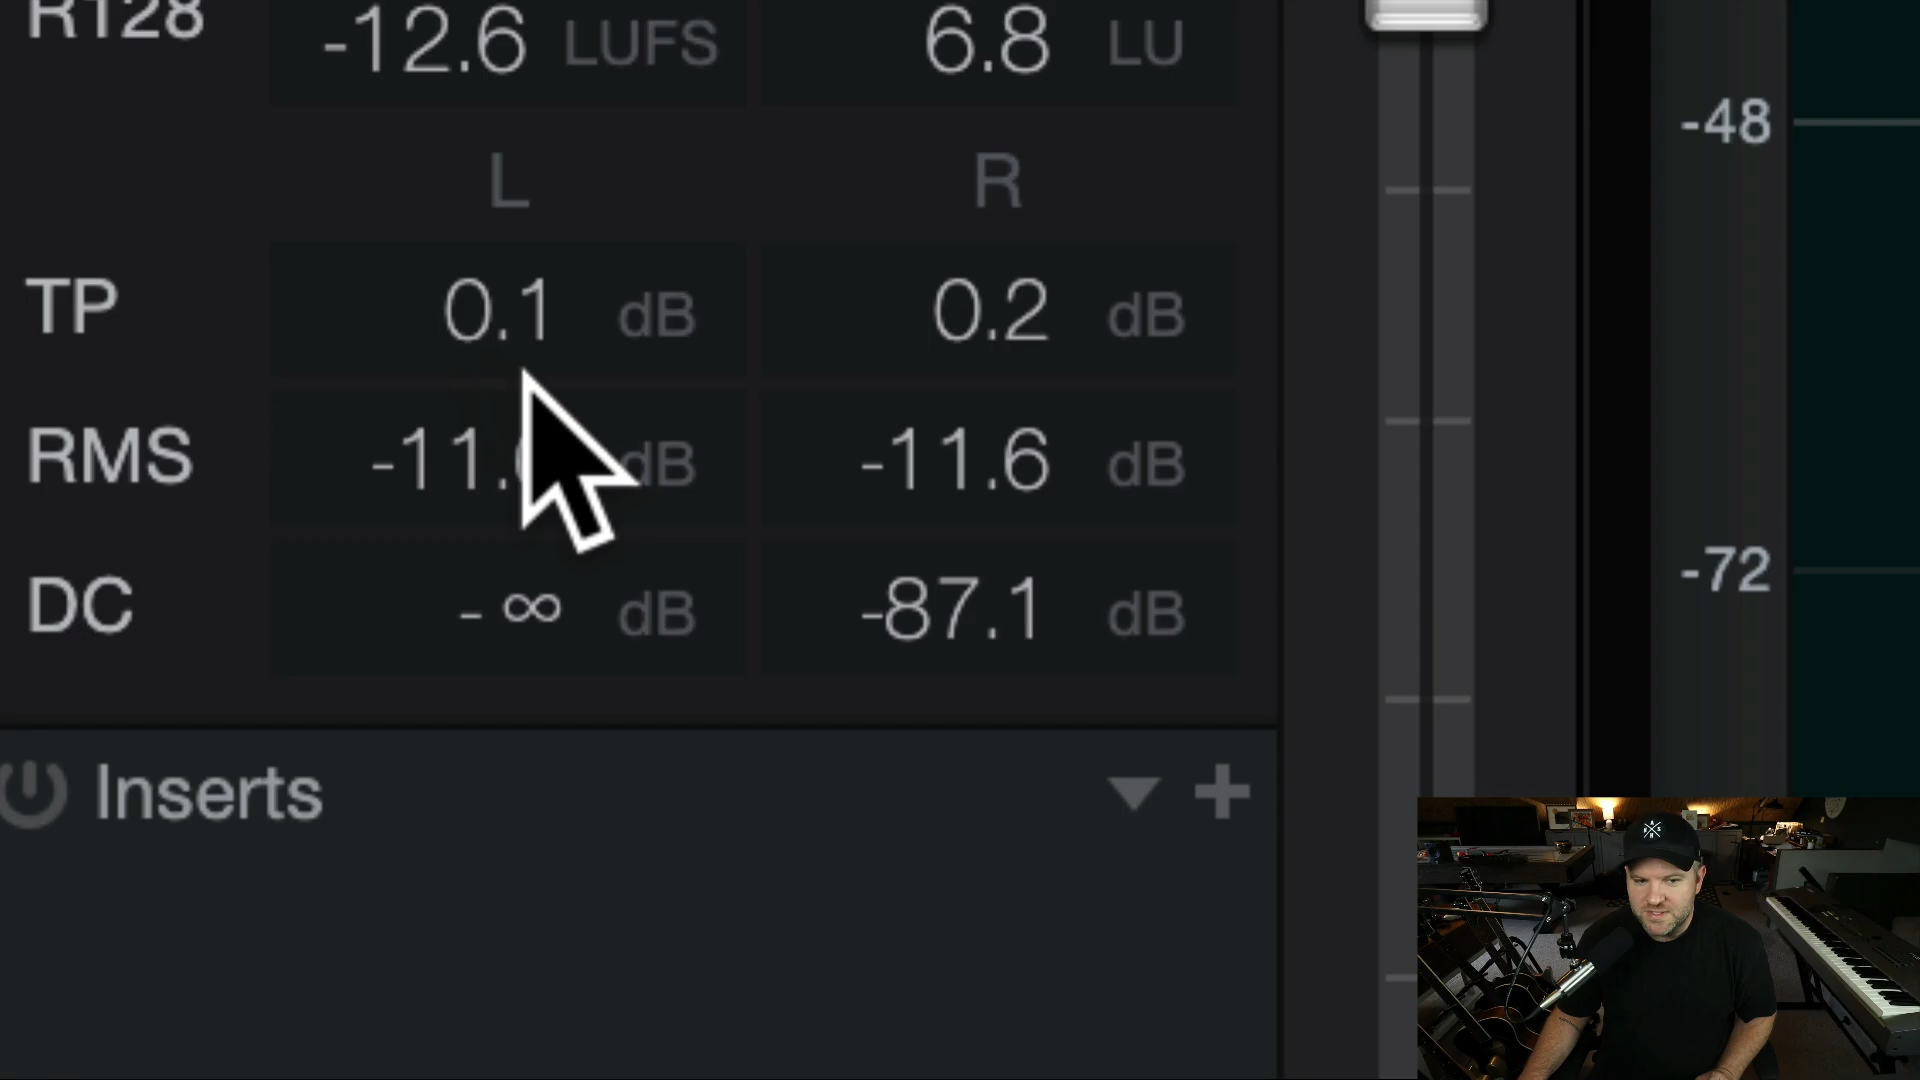 R128 -12.6 LUFS 6.8 LU
L R
TP 0.1 dB 0.2 dB
RMS -11. dB -11.6 dB
DC -∞ dB -87.1 dB
Inserts
-48
-72